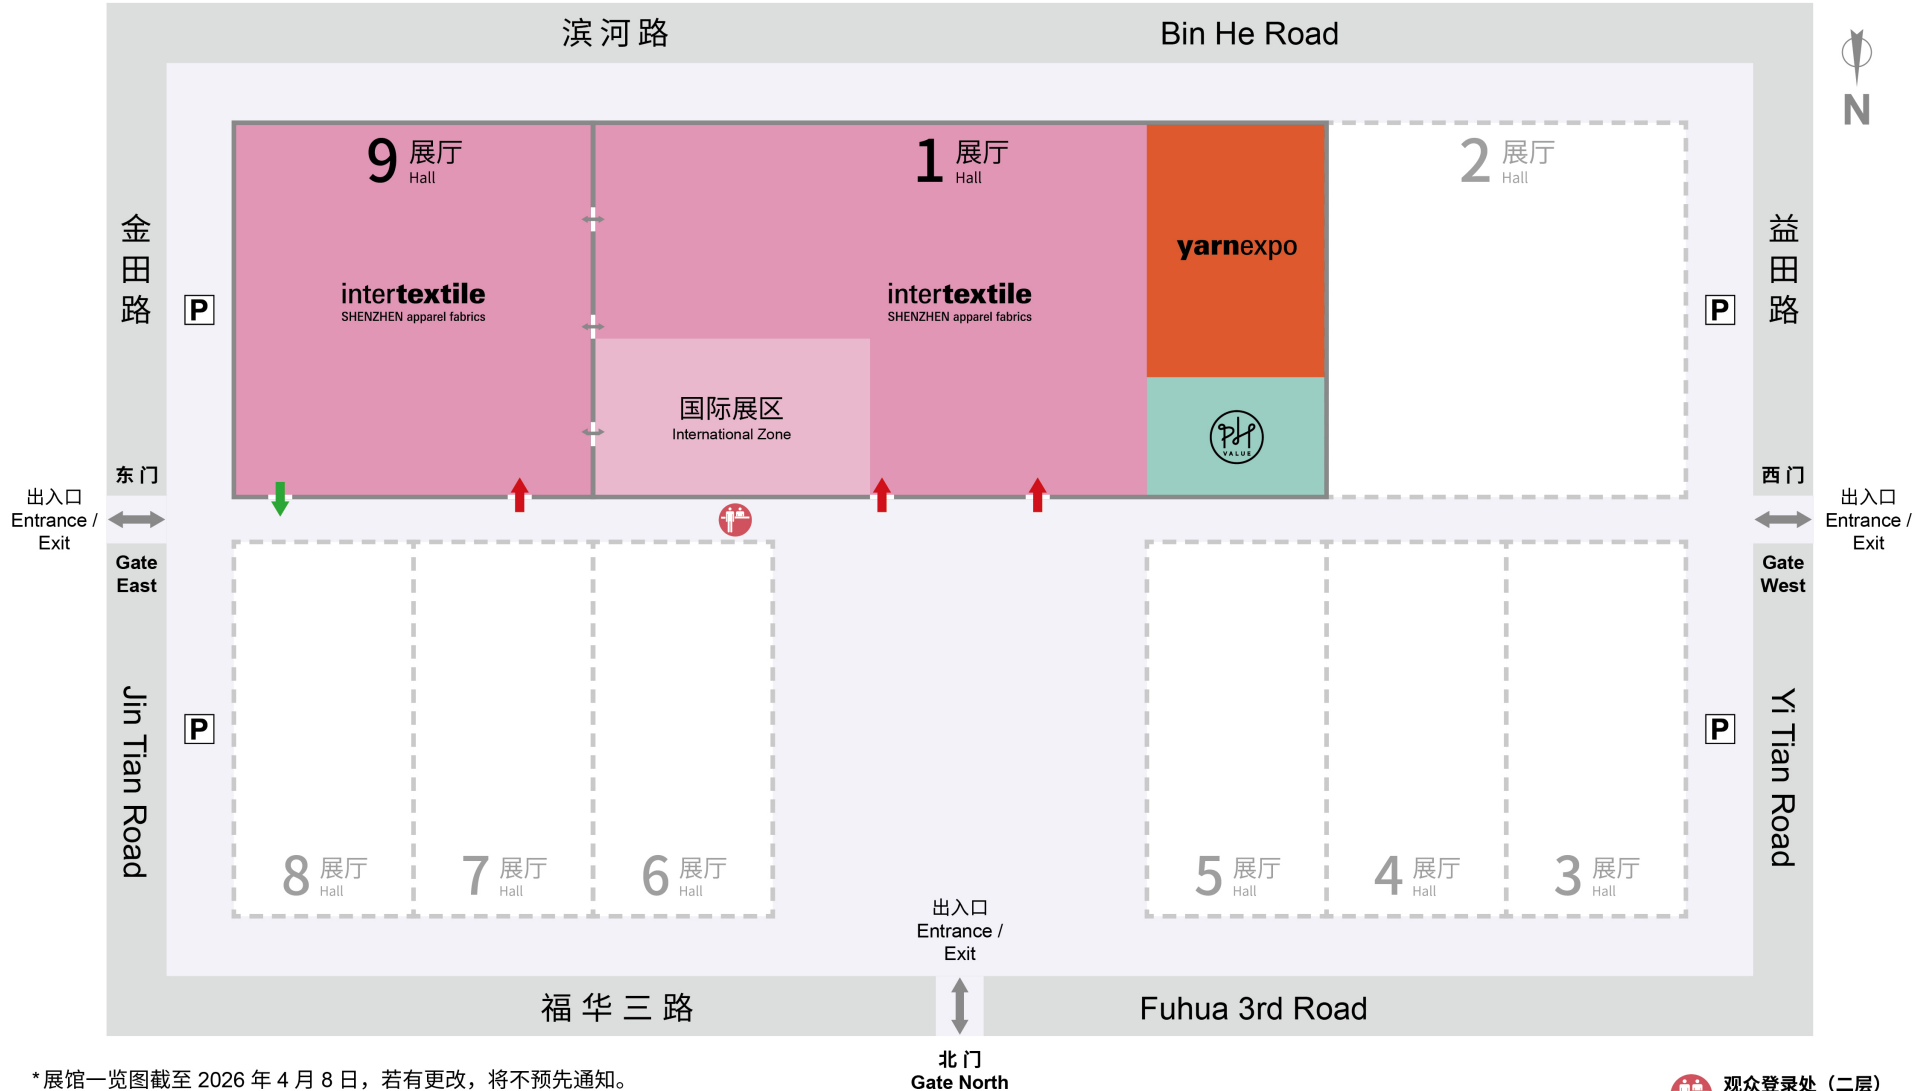 滨河路
Bin He Road
N
9 展厅
Hall
1 展厅
Hall
2 展厅
Hall
金田路
益田路
yarnexpo
intertextile
SHENZHEN apparel fabrics
intertextile
SHENZHEN apparel fabrics
P
P
国际展区
International Zone
PH
VALUE
东门
西门
出入口
Entrance /
Exit
出入口
Entrance /
Exit
Gate
East
Gate
West
Jin Tian Road
Yi Tian Road
P
P
8 展厅
Hall
7 展厅
Hall
6 展厅
Hall
5 展厅
Hall
4 展厅
Hall
3 展厅
Hall
出入口
Entrance /
Exit
福华三路
Fuhua 3rd Road
北门
Gate North
*展馆一览图截至 2026 年 4 月 8 日，若有更改，将不预先通知。
观众登录处（二层）